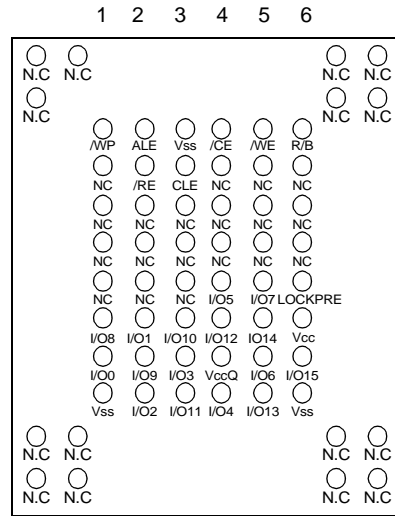 1 2 3 4 5 6
N.C N.C N.C N.C
N.C N.C N.C
/WP ALE Vss /CE /WE R/B
NC /RE CLE NC NC NC
NC NC NC NC NC NC
NC NC NC NC NC NC
NC NC NC I/O5 I/O7 LOCKPRE
I/O8 I/O1 I/O10 I/O12 IO14 Vcc
I/O0 I/O9 I/O3 VccQ I/O6 I/O15
Vss I/O2 I/O11 I/O4 I/O13 Vss
N.C N.C N.C N.C
N.C N.C N.C N.C